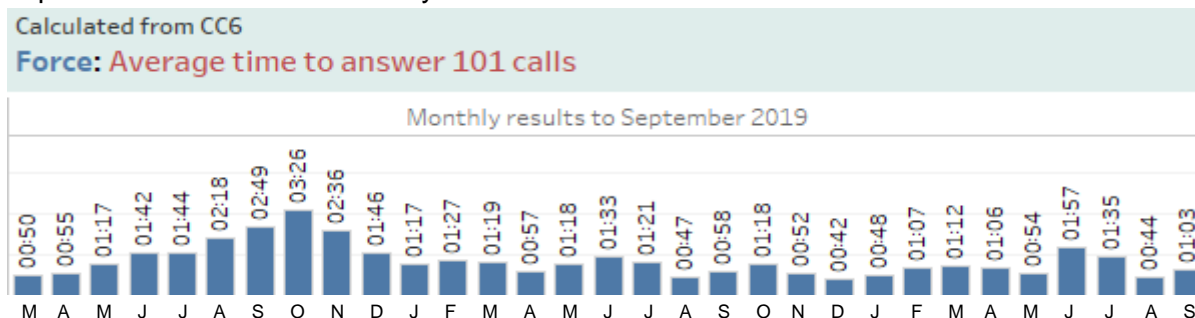 Calculated from CC6
Force: Average time to answer 101 calls
Monthly results to September 2019
00:50 00:55 01:17 01:42 01:44 02:18 02:49 03:26 02:36 01:46 01:17 01:27 01:19 00:57 01:18 01:33 01:21 00:47 00:58 01:18 00:52 00:42 00:48 01:07 01:12 01:06 00:54 01:57 01:35 00:44 01:03
M A M J J A S O N D J F M A M J J A S O N D J F M A M J J A S